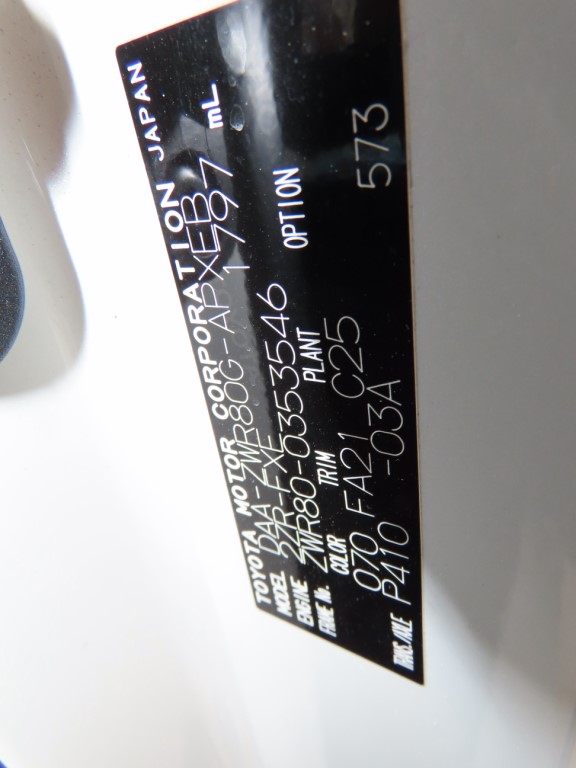 TOYOTA MOTOR CORPORATION JAPAN
MODEL DAA-ZWR80G-APXEB
ENGINE 2ZR-FXE 1797 mL
FRAME No. ZWR80-0353546
COLOR TRIM PLANT OPTION
070 FA21 C25 573
TRANS./AXLE P410 -03A